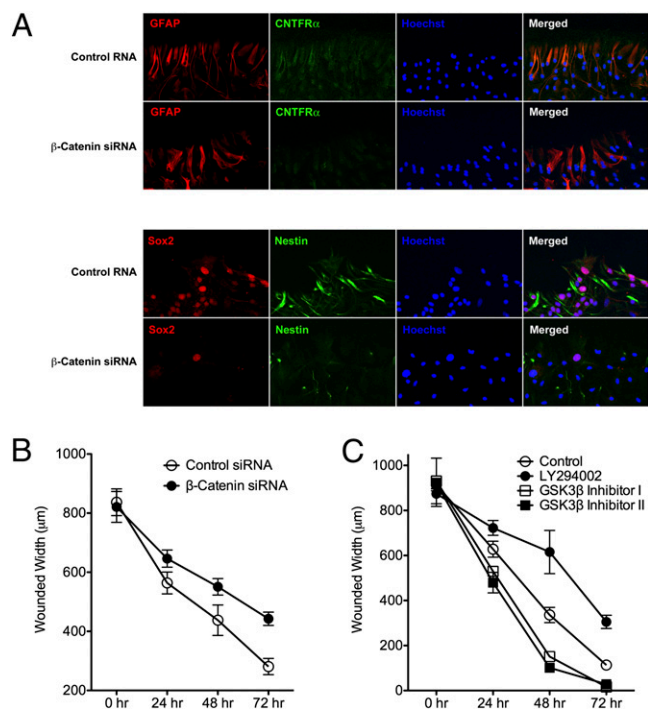 A
GFAP CNTFRα Hoechst Merged
Control RNA
GFAP CNTFRα Hoechst Merged
β-Catenin siRNA
Sox2 Nestin Hoechst Merged
Control RNA
Sox2 Nestin Hoechst Merged
β-Catenin siRNA
B
Control siRNA
β-Catenin siRNA
Wounded Width (μm)
1000
800
600
400
200
0 hr 24 hr 48 hr 72 hr
C
Control
LY294002
GSK3β Inhibitor I
GSK3β Inhibitor II
Wounded Width (μm)
1000
800
600
400
200
0
0 hr 24 hr 48 hr 72 hr